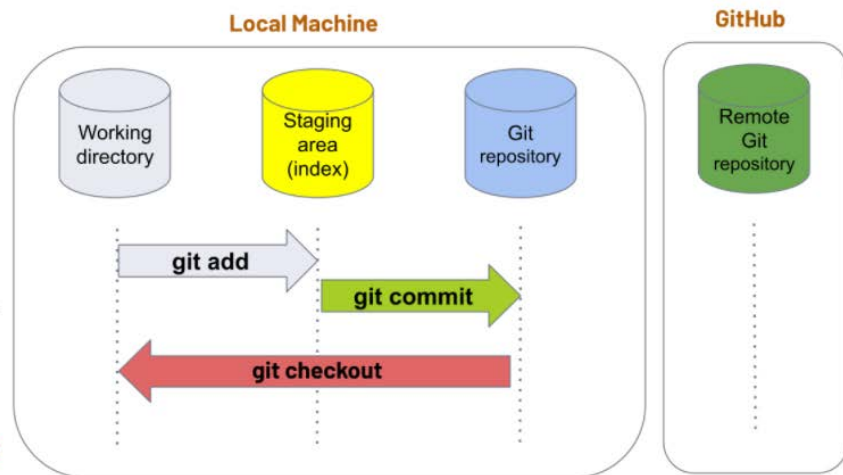 Local Machine
GitHub
Working
directory
Staging
area
(index)
Git
repository
Remote
Git
repository
git add
git commit
git checkout